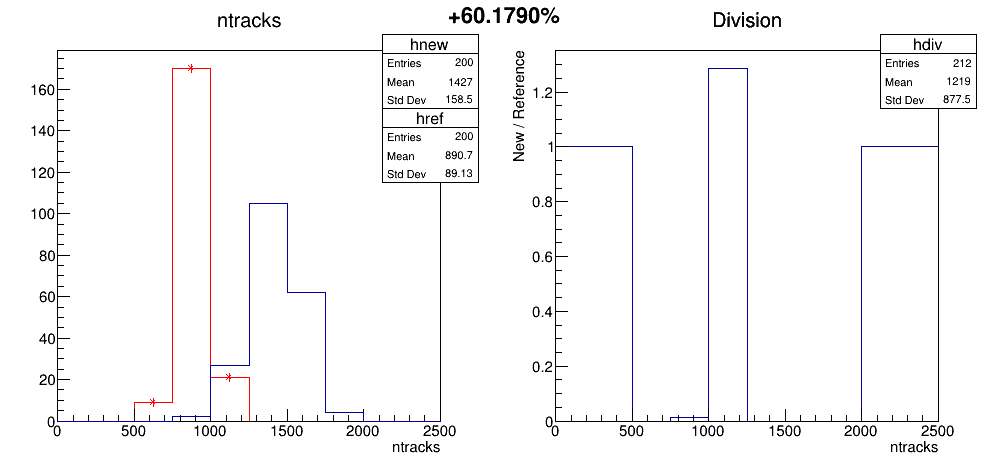 +60.1790%
ntracks
hnew
Entries 200
Mean 1427
Std Dev 158.5
href
Entries 200
Mean 890.7
Std Dev 89.13
160
140
120
100
80
60
40
20
0
0 500 1000 1500 2000 2500
ntracks
Division
hdiv
Entries 212
Mean 1219
Std Dev 877.5
New / Reference
1.2
1
0.8
0.6
0.4
0.2
0
0 500 1000 1500 2000 2500
ntracks